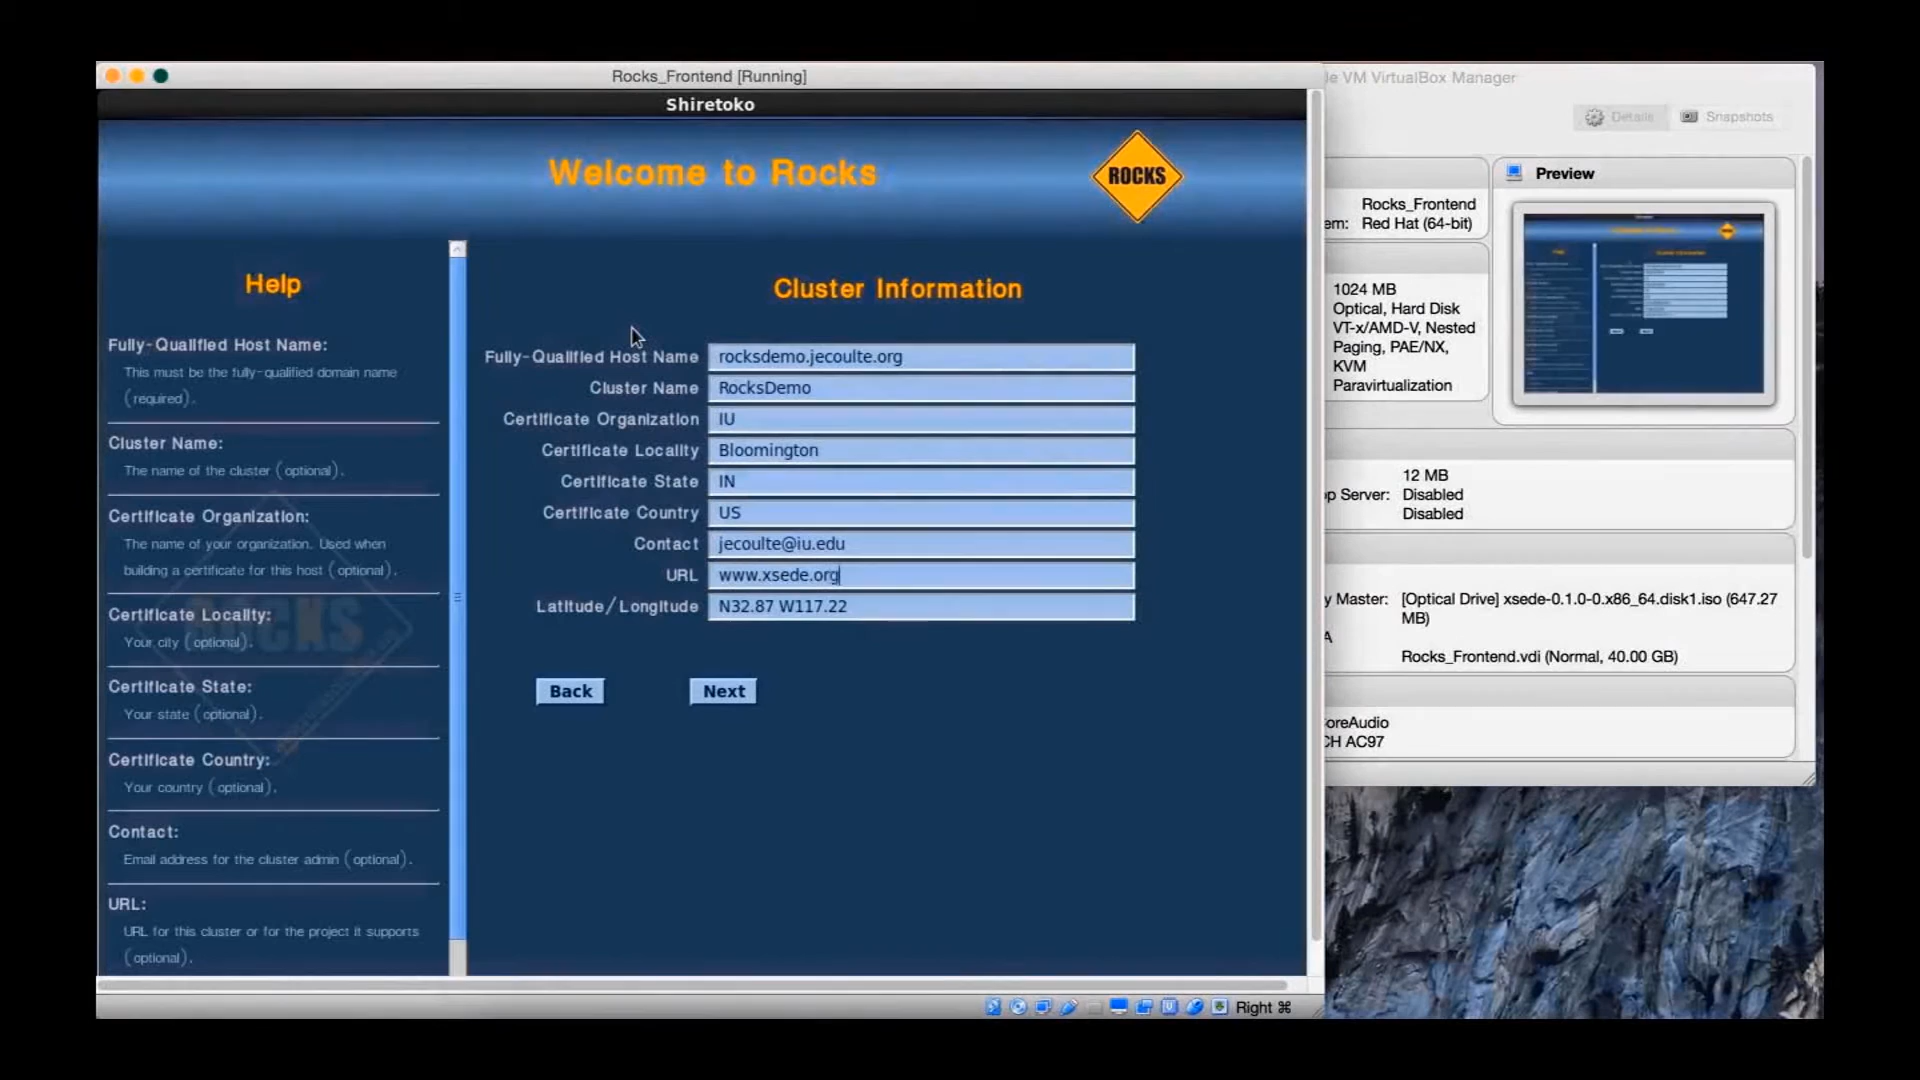 Rocks_Frontend [Running]
Shiretoko
Welcome to Rocks
ROCKS
Help
Fully-Qualified Host Name:
This must be the fully-qualified domain name
(required).
Cluster Name:
The name of the cluster (optional).
Certificate Organization:
The name of your organization. Used when
building a certificate for this host (optional).
Certificate Locality:
Your city (optional).
Certificate State:
Your state (optional).
Certificate Country:
Your country (optional).
Contact:
Email address for the cluster admin (optional).
URL:
URL for this cluster or for the project it supports
(optional).
Cluster Information
Fully-Qualified Host Name rocksdemo.jecoulte.org
Cluster Name RocksDemo
Certificate Organization IU
Certificate Locality Bloomington
Certificate State IN
Certificate Country US
Contact jecoulte@iu.edu
URL www.xsede.org
Latitude/Longitude N32.87 W117.22
Back Next
Right ⌘
le VM VirtualBox Manager
Details Snapshots
Rocks_Frontend
em: Red Hat (64-bit)
1024 MB
Optical, Hard Disk
VT-x/AMD-V, Nested
Paging, PAE/NX,
KVM
Paravirtualization
Preview
12 MB
op Server: Disabled
Disabled
y Master: [Optical Drive] xsede-0.1.0-0.x86_64.disk1.iso (647.27
MB)
A
Rocks_Frontend.vdi (Normal, 40.00 GB)
CoreAudio
CH AC97